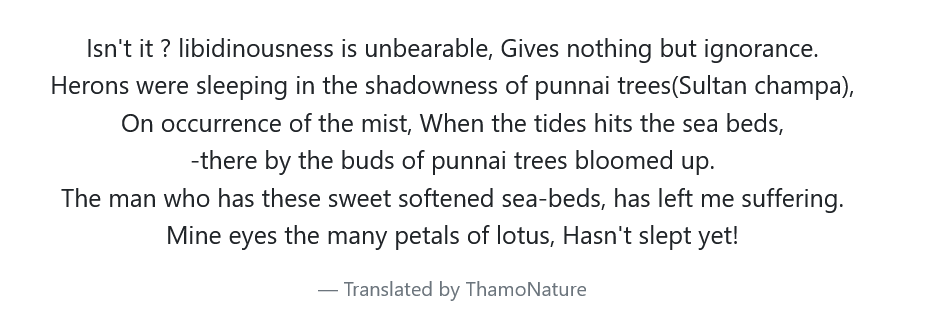 Isn't it ? libidinousness is unbearable, Gives nothing but ignorance.
Herons were sleeping in the shadowness of punnai trees(Sultan champa),
On occurrence of the mist, When the tides hits the sea beds,
-there by the buds of punnai trees bloomed up.
The man who has these sweet softened sea-beds, has left me suffering.
Mine eyes the many petals of lotus, Hasn't slept yet!
— Translated by ThamoNature